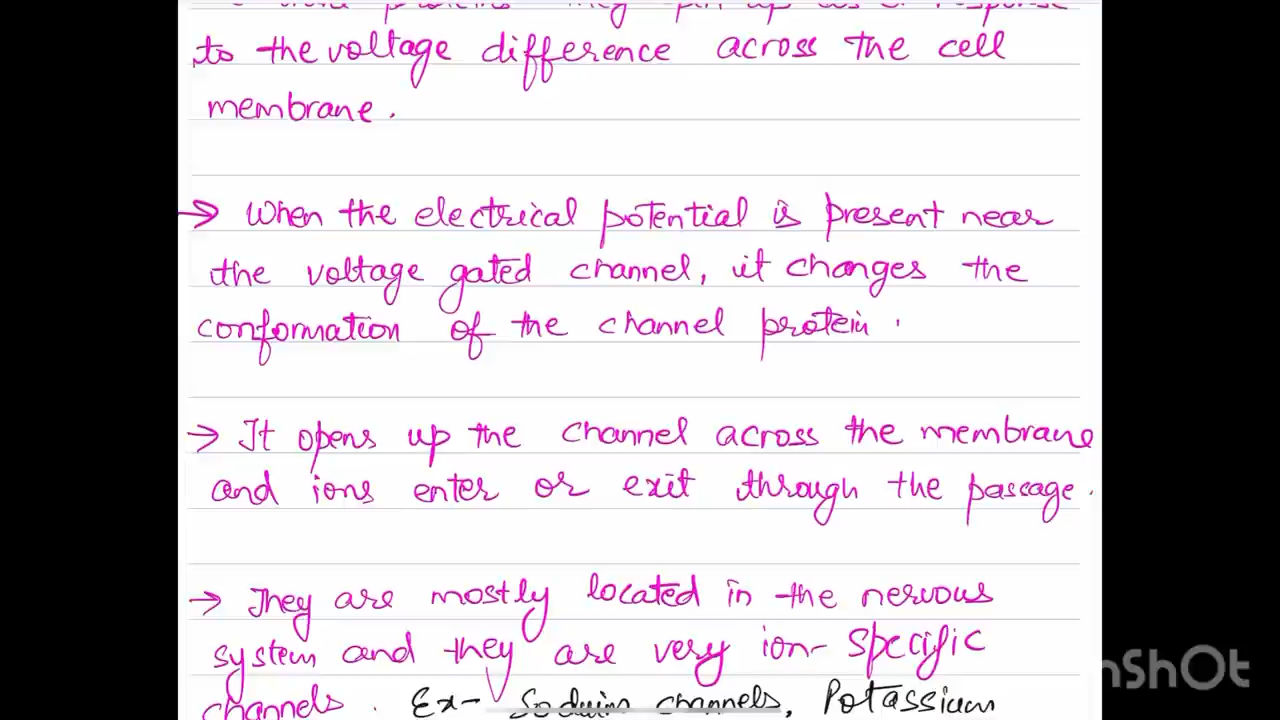 to the voltage difference across the cell
membrane.
→ When the electrical potential is present near
the voltage gated channel, it changes the
conformation of the channel protein.
→ It opens up the channel across the membrane
and ions enter or exit through the passage.
→ They are mostly located in the nervous
system and they are very ion-specific
channels. Ex- Sodium channels, Potassium
nShOt